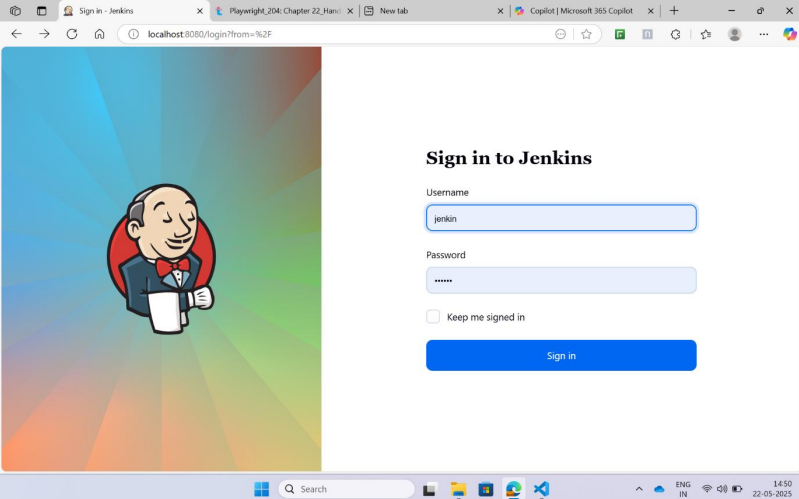 Sign in - Jenkins
Playwright_204: Chapter 22_Hand
New tab
Copilot | Microsoft 365 Copilot
localhost:8080/login?from=%2F
Sign in to Jenkins
Username
jenkin
Password
••••••
Keep me signed in
Sign in
Search
ENG
IN
14:50
22-05-2025